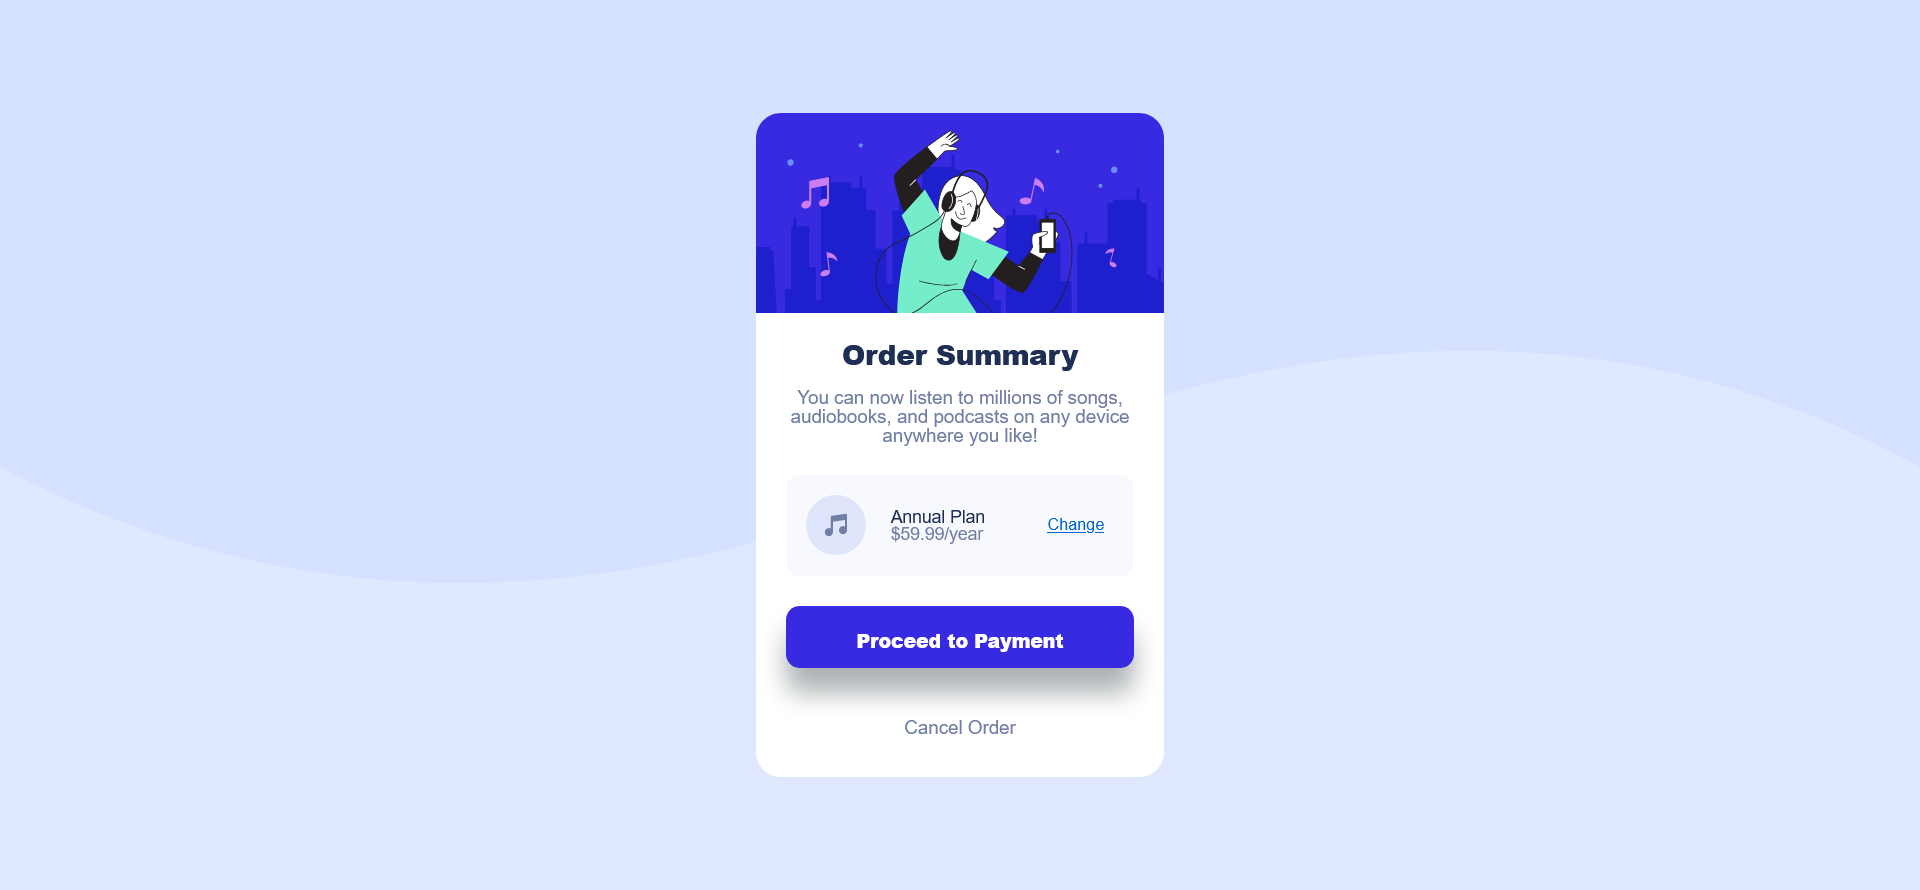 Order Summary
You can now listen to millions of songs,
audiobooks, and podcasts on any device
anywhere you like!
Annual Plan
$59.99/year
Change
Proceed to Payment
Cancel Order